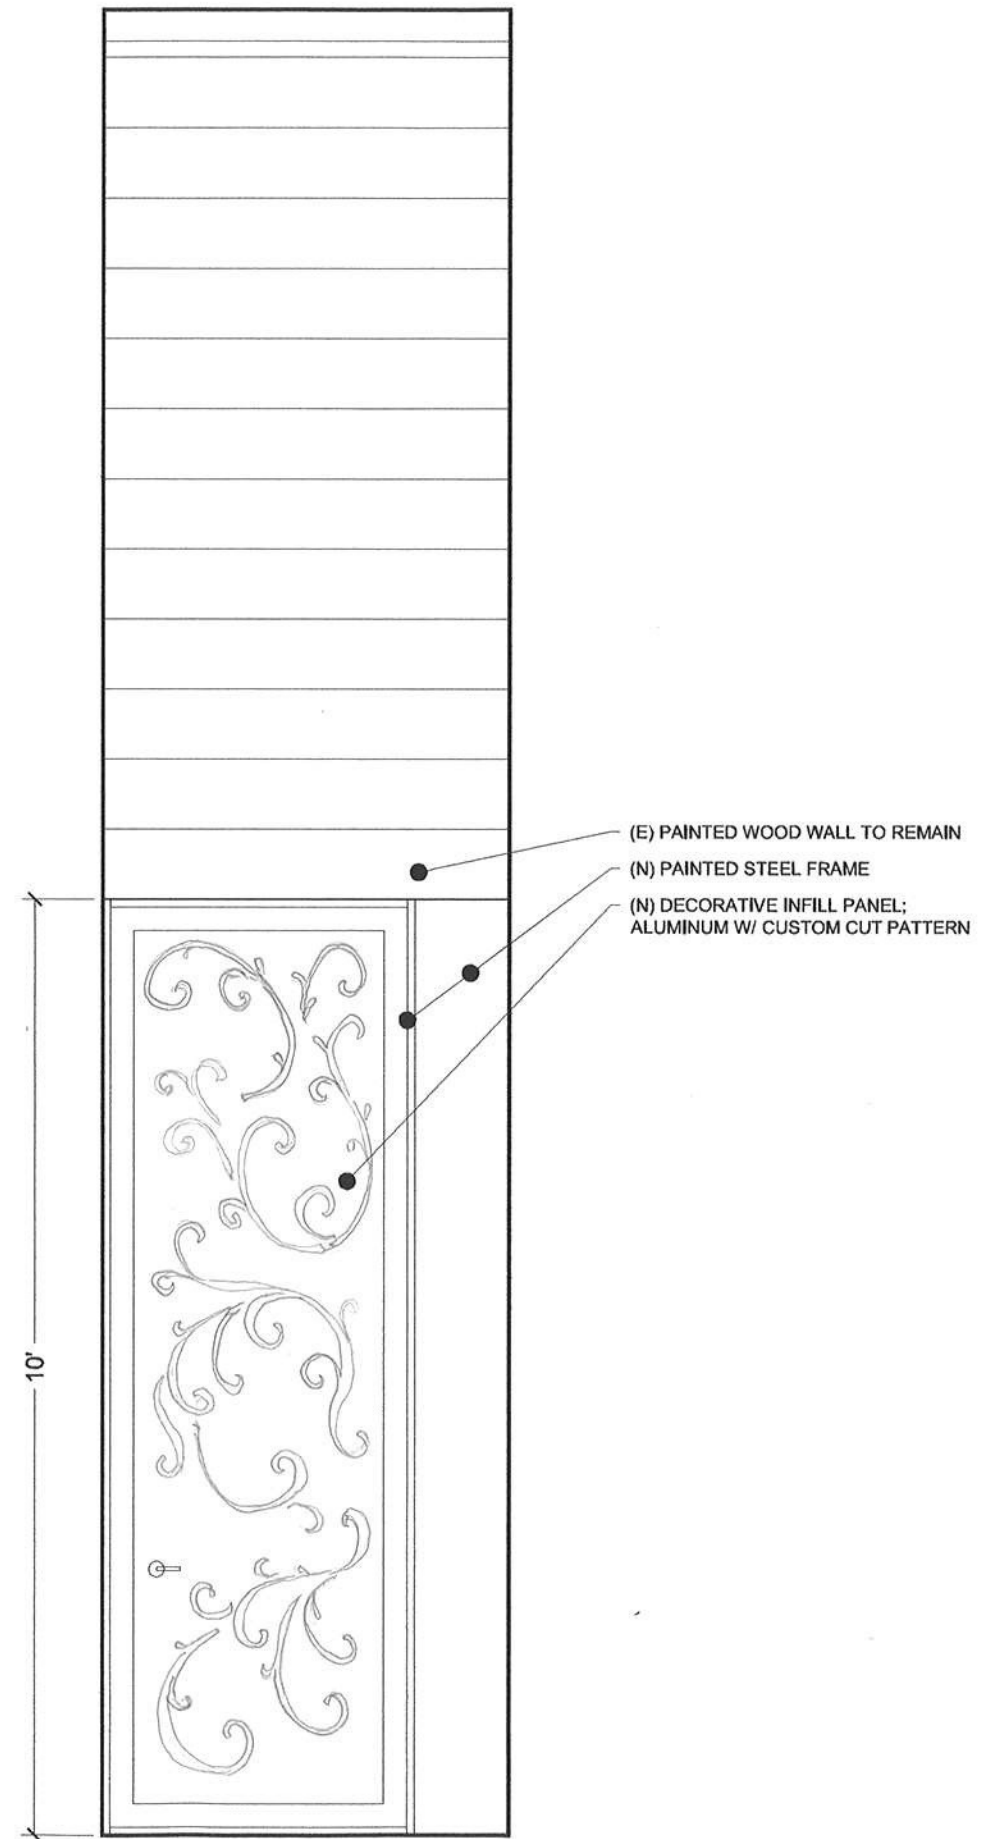 (E) PAINTED WOOD WALL TO REMAIN
(N) PAINTED STEEL FRAME
(N) DECORATIVE INFILL PANEL;
ALUMINUM W/ CUSTOM CUT PATTERN
10'